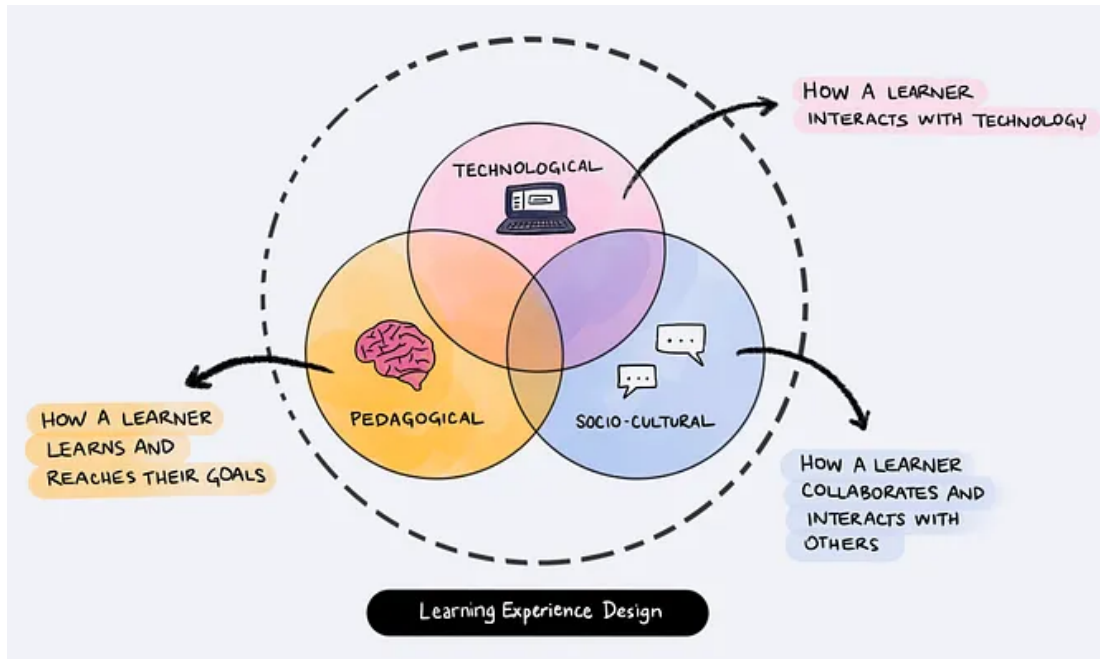 TECHNOLOGICAL
HOW A LEARNER
INTERACTS WITH TECHNOLOGY
PEDAGOGICAL
HOW A LEARNER
LEARNS AND
REACHES THEIR GOALS
SOCIO-CULTURAL
HOW A LEARNER
COLLABORATES AND
INTERACTS WITH
OTHERS
Learning Experience Design